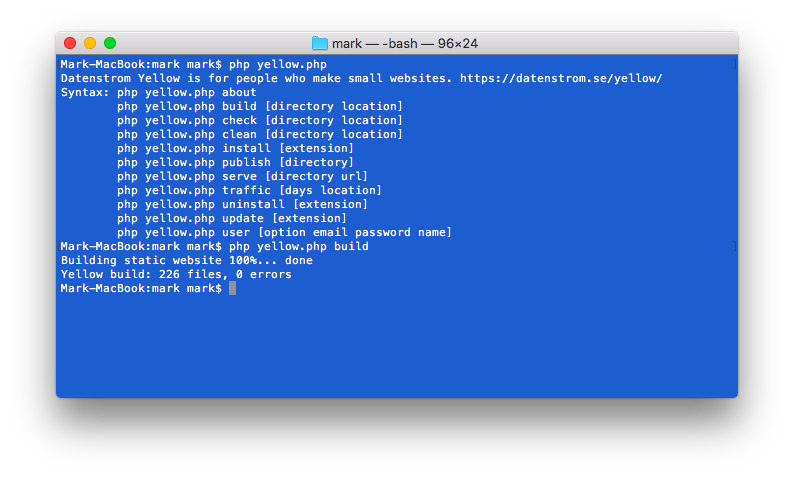 mark — -bash — 96×24
Mark-MacBook:mark mark$ php yellow.php
Datenstrom Yellow is for people who make small websites. https://datenstrom.se/yellow/
Syntax: php yellow.php about
        php yellow.php build [directory location]
        php yellow.php check [directory location]
        php yellow.php clean [directory location]
        php yellow.php install [extension]
        php yellow.php publish [directory]
        php yellow.php serve [directory url]
        php yellow.php traffic [days location]
        php yellow.php uninstall [extension]
        php yellow.php update [extension]
        php yellow.php user [option email password name]
Mark-MacBook:mark mark$ php yellow.php build
Building static website 100%... done
Yellow build: 226 files, 0 errors
Mark-MacBook:mark mark$